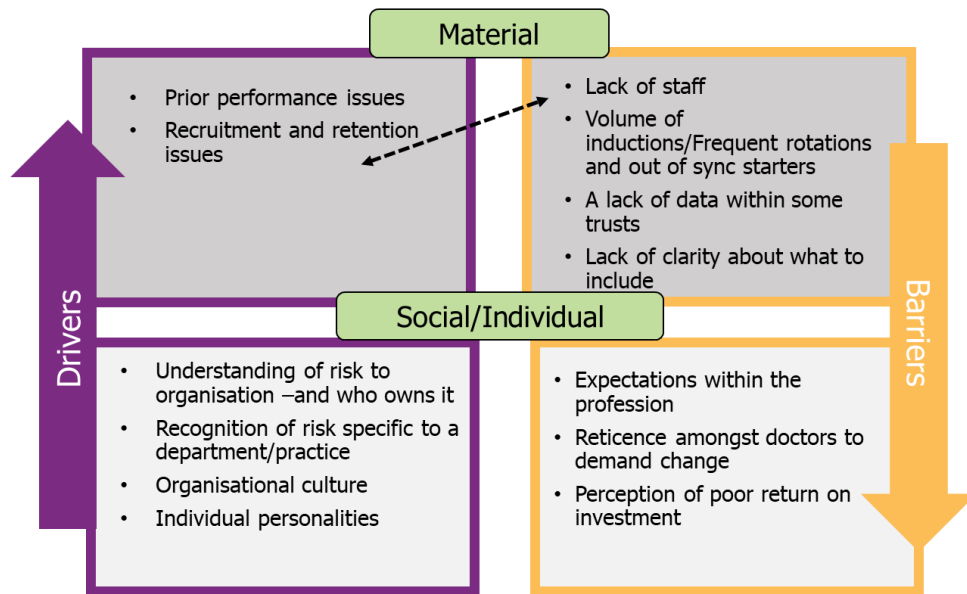 Material
• Prior performance issues
• Recruitment and retention
issues
• Lack of staff
• Volume of
inductions/Frequent rotations
and out of sync starters
• A lack of data within some
trusts
• Lack of clarity about what to
include
Drivers
Barriers
Social/Individual
• Understanding of risk to
organisation –and who owns it
• Recognition of risk specific to a
department/practice
• Organisational culture
• Individual personalities
• Expectations within the
profession
• Reticence amongst doctors to
demand change
• Perception of poor return on
investment